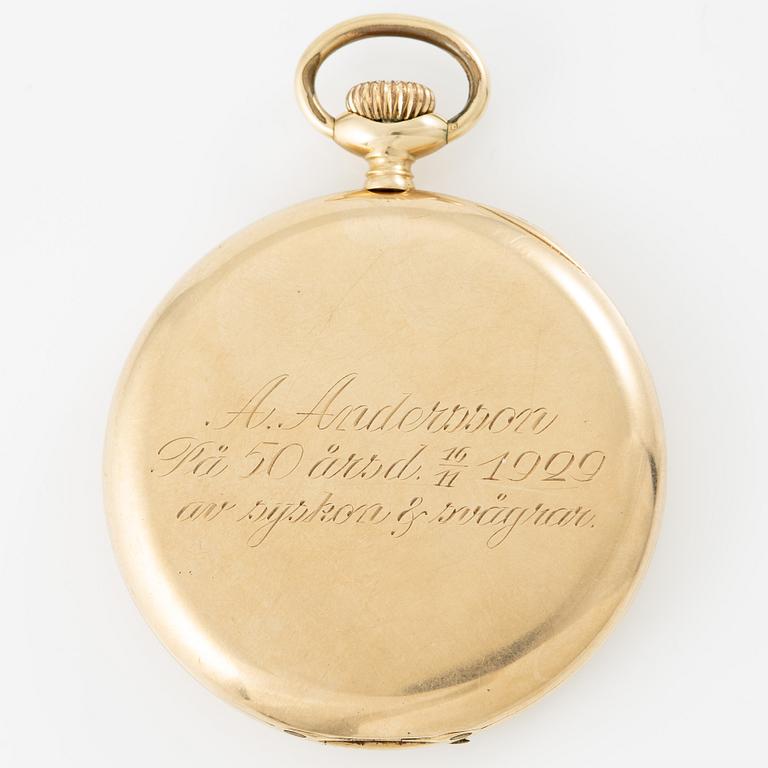 A. Andersson
På 50 årsd. 16/11 1929
av syskon & svågrar.